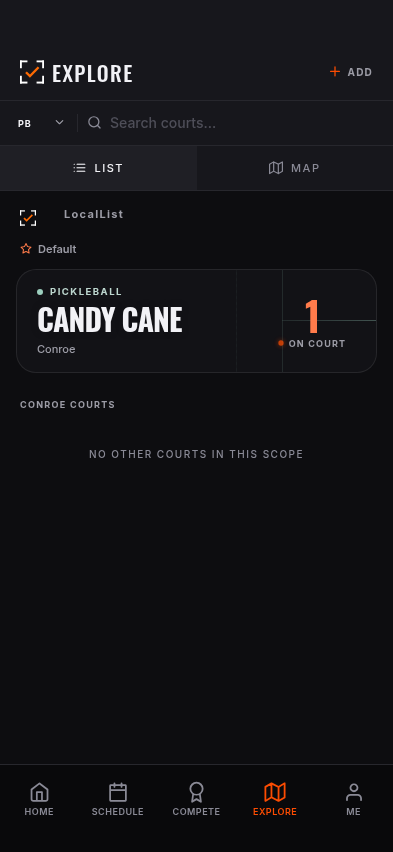 EXPLORE
ADD
PB
Search courts...
LIST
MAP
LocalList
Default
PICKLEBALL
CANDY CANE
Conroe
1
ON COURT
CONROE COURTS
NO OTHER COURTS IN THIS SCOPE
HOME
SCHEDULE
COMPETE
EXPLORE
ME